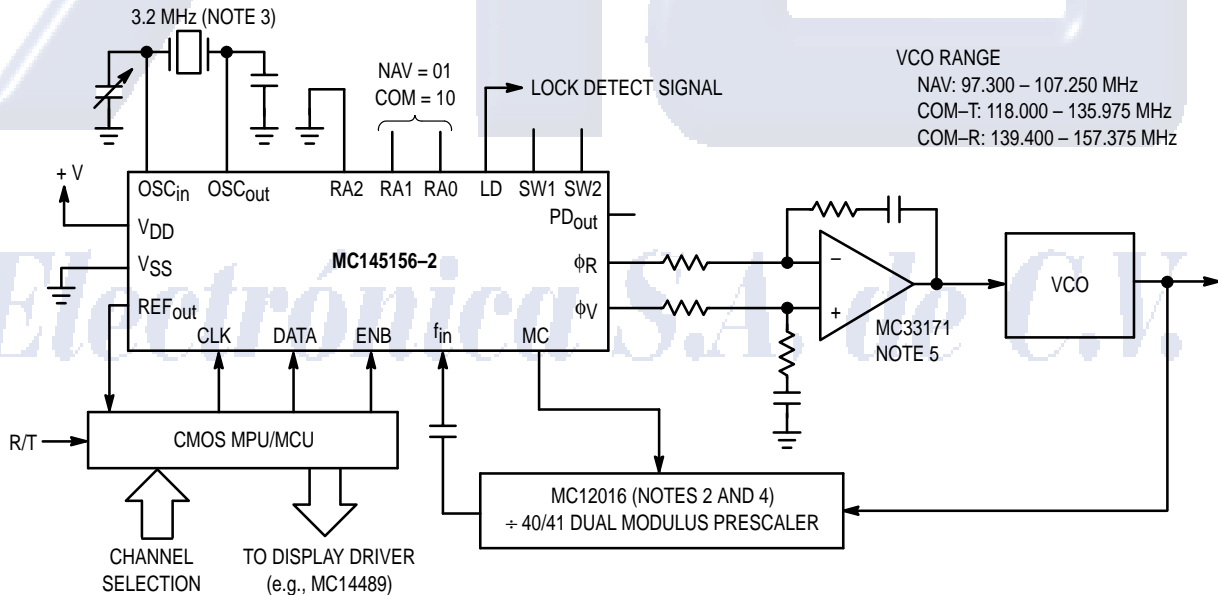 3.2 MHz (NOTE 3)
NAV = 01
COM = 10
LOCK DETECT SIGNAL
VCO RANGE
NAV: 97.300 – 107.250 MHz
COM–T: 118.000 – 135.975 MHz
COM–R: 139.400 – 157.375 MHz
+ V
OSCin OSCout RA2 RA1 RA0 LD SW1 SW2
VDD
PDout
VSS
MC145156–2
ϕR
REFout
ϕV
CLK DATA ENB fin MC
–
+
MC33171
NOTE 5
VCO
Electrónica S.A. de C.V.
R/T
CMOS MPU/MCU
MC12016 (NOTES 2 AND 4)
÷ 40/41 DUAL MODULUS PRESCALER
CHANNEL
SELECTION
TO DISPLAY DRIVER
(e.g., MC14489)